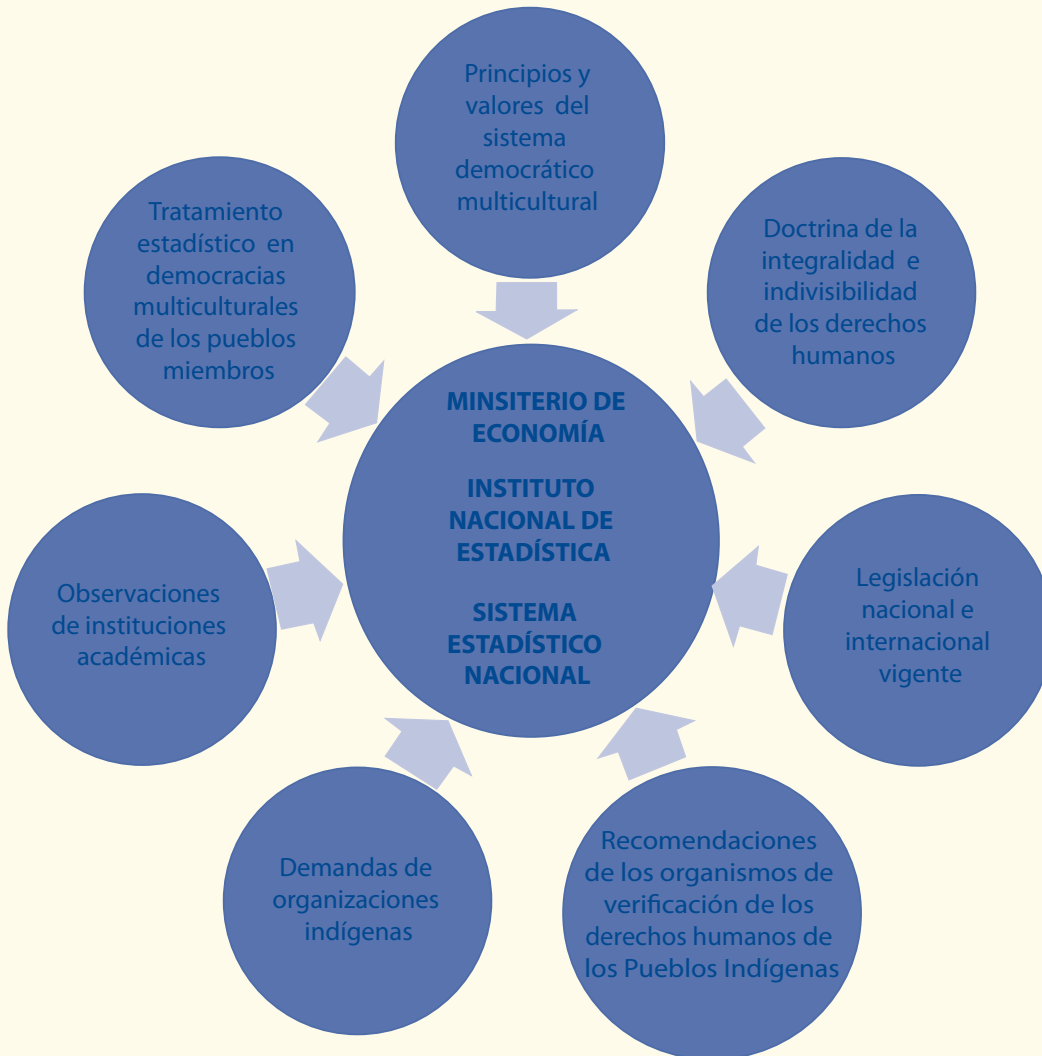 Principios y
valores del
sistema
democrático
multicultural
Tratamiento
estadístico en
democracias
multiculturales
de los pueblos
miembros
Doctrina de la
integralidad e
indivisibilidad
de los derechos
humanos
MINSITERIO DE
ECONOMÍA
INSTITUTO
NACIONAL DE
ESTADÍSTICA
SISTEMA
ESTADÍSTICO
NACIONAL
Observaciones
de instituciones
académicas
Legislación
nacional e
internacional
vigente
Demandas de
organizaciones
indígenas
Recomendaciones
de los organismos de
verificación de los
derechos humanos de
los Pueblos Indígenas